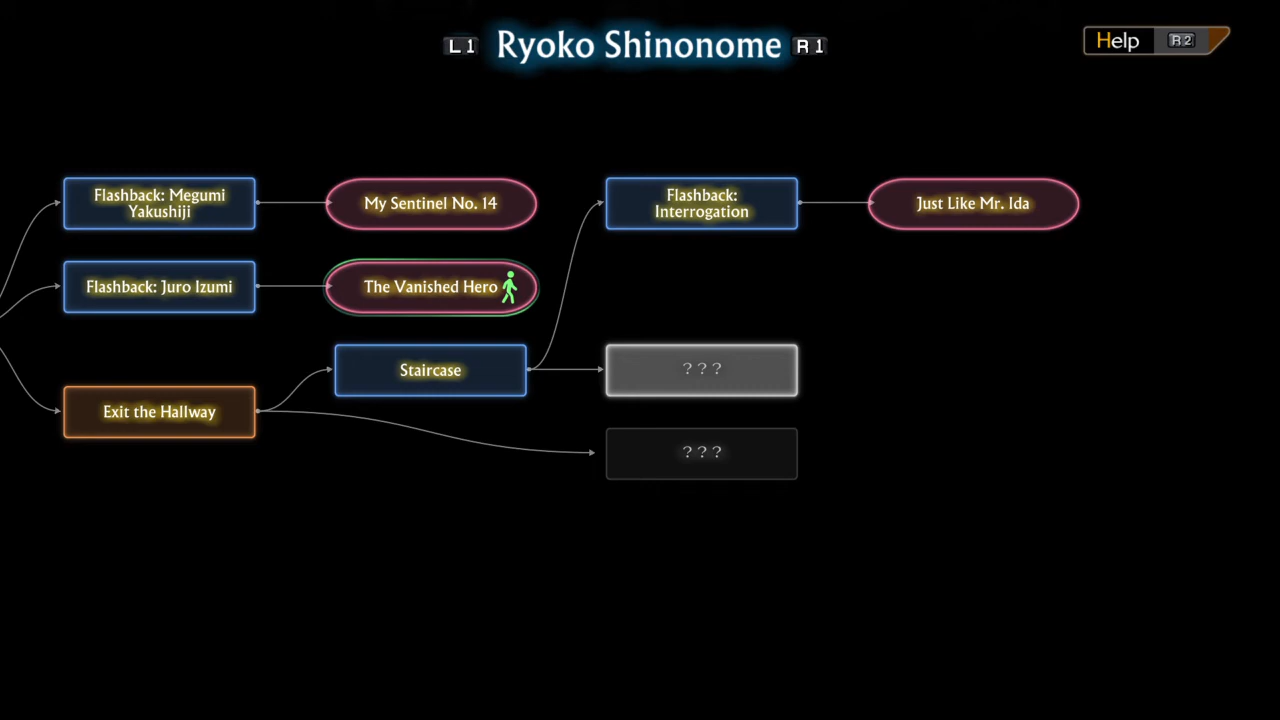 L1 Ryoko Shinonome R1
Help R2
Flashback: Megumi
Yakushiji
My Sentinel No. 14
Flashback:
Interrogation
Just Like Mr. Ida
Flashback: Juro Izumi
The Vanished Hero
Staircase
???
Exit the Hallway
???